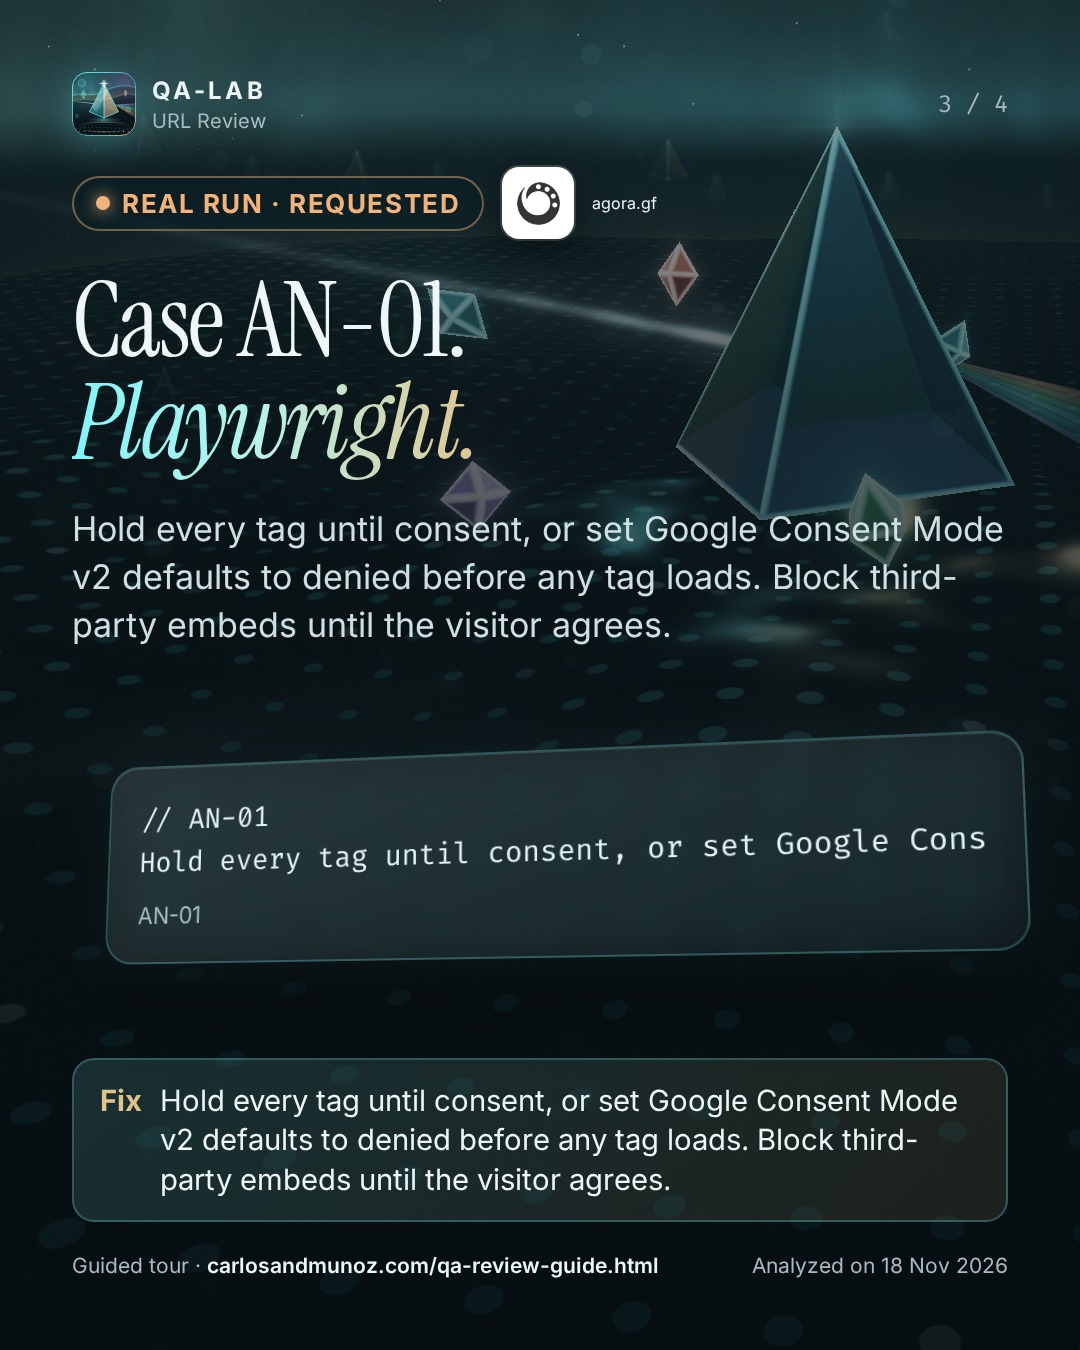 QA-LAB
URL Review
3 / 4
REAL RUN · REQUESTED
agora.gf
Case AN-01.
Playwright.
Hold every tag until consent, or set Google Consent Mode
v2 defaults to denied before any tag loads. Block third-
party embeds until the visitor agrees.
// AN-01
Hold every tag until consent, or set Google Cons
AN-01
Fix Hold every tag until consent, or set Google Consent Mode
v2 defaults to denied before any tag loads. Block third-
party embeds until the visitor agrees.
Guided tour · carlosandmunoz.com/qa-review-guide.html
Analyzed on 18 Nov 2026